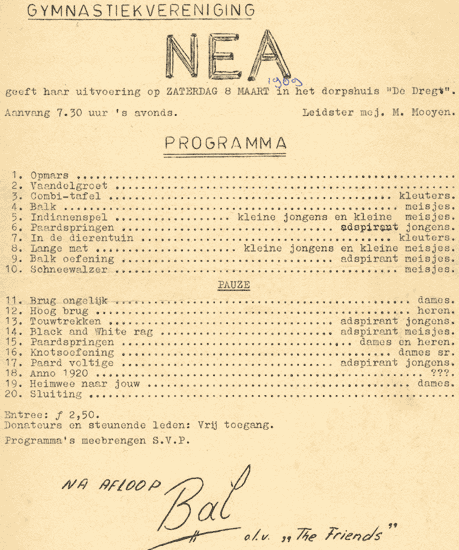 GYMNASTIEKVERENIGING
NEA
1969
geeft haar uitvoering op ZATERDAG 8 MAART in het dorpshuis "De Dregt".
Aanvang 7.30 uur 's avonds. Leidster mej. M. Mooyen.
PROGRAMMA
1. Opmars ....
2. Vaandelgroet ....
3. Combi-tafel .... kleuters.
4. Balk .... meisjes.
5. Indianenspel .... kleine jongens en kleine meisjes.
6. Paardspringen .... adspirant jongens.
7. In de dierentuin .... kleuters.
8. Lange mat .... kleine jongens en kleine meisjes.
9. Balk oefening .... adspirant meisjes.
10. Schneewalzer .... meisjes.
PAUZE
11. Brug ongelijk .... dames.
12. Hoog brug .... heren.
13. Touwtrekken .... adspirant jongens.
14. Black and White rag .... adspirant meisjes.
15. Paardspringen .... dames en heren.
16. Knotsoefening .... dames sr.
17. Paard voltige .... adspirant jongens.
18. Anno 1920 .... ???.
19. Heimwee naar jouw .... dames.
20. Sluiting ....
Entree: ƒ 2,50.
Donateurs en steunende leden: Vrij toegang.
Programma's meebrengen S.V.P.
NA AFLOOP
Bal
o.l.v. „The Friends"